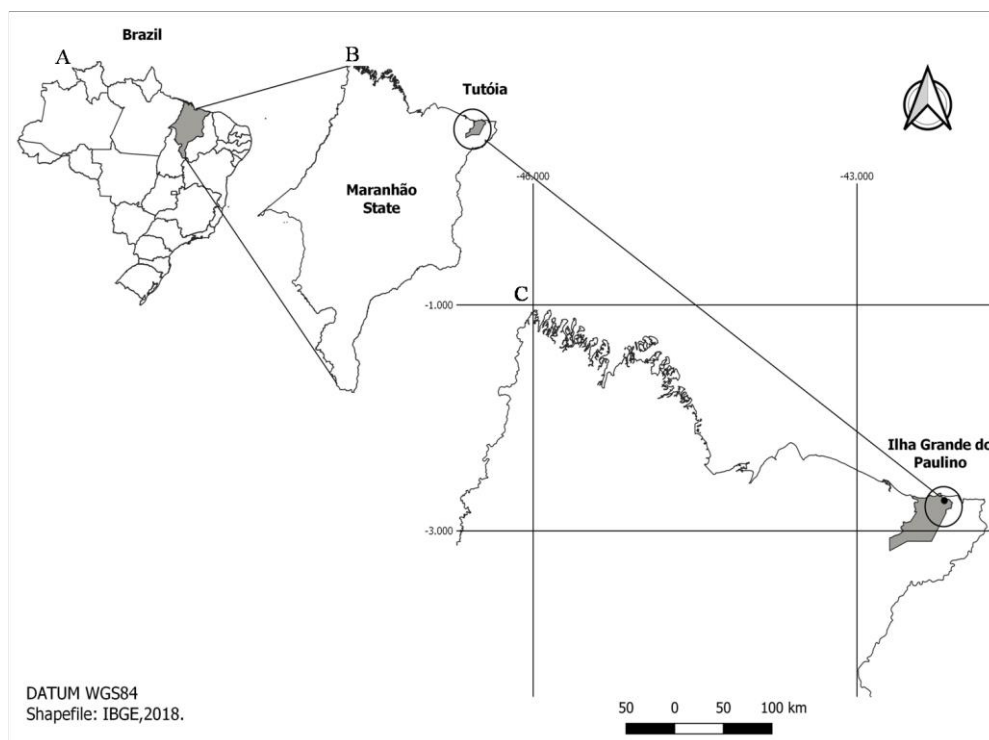 Brazil
A
B
Tutóia
Maranhão
State
-46.000
-43.000
-1.000
C
Ilha Grande do
Paulino
-3.000
DATUM WGS84
Shapefile: IBGE,2018.
50 0 50 100 km